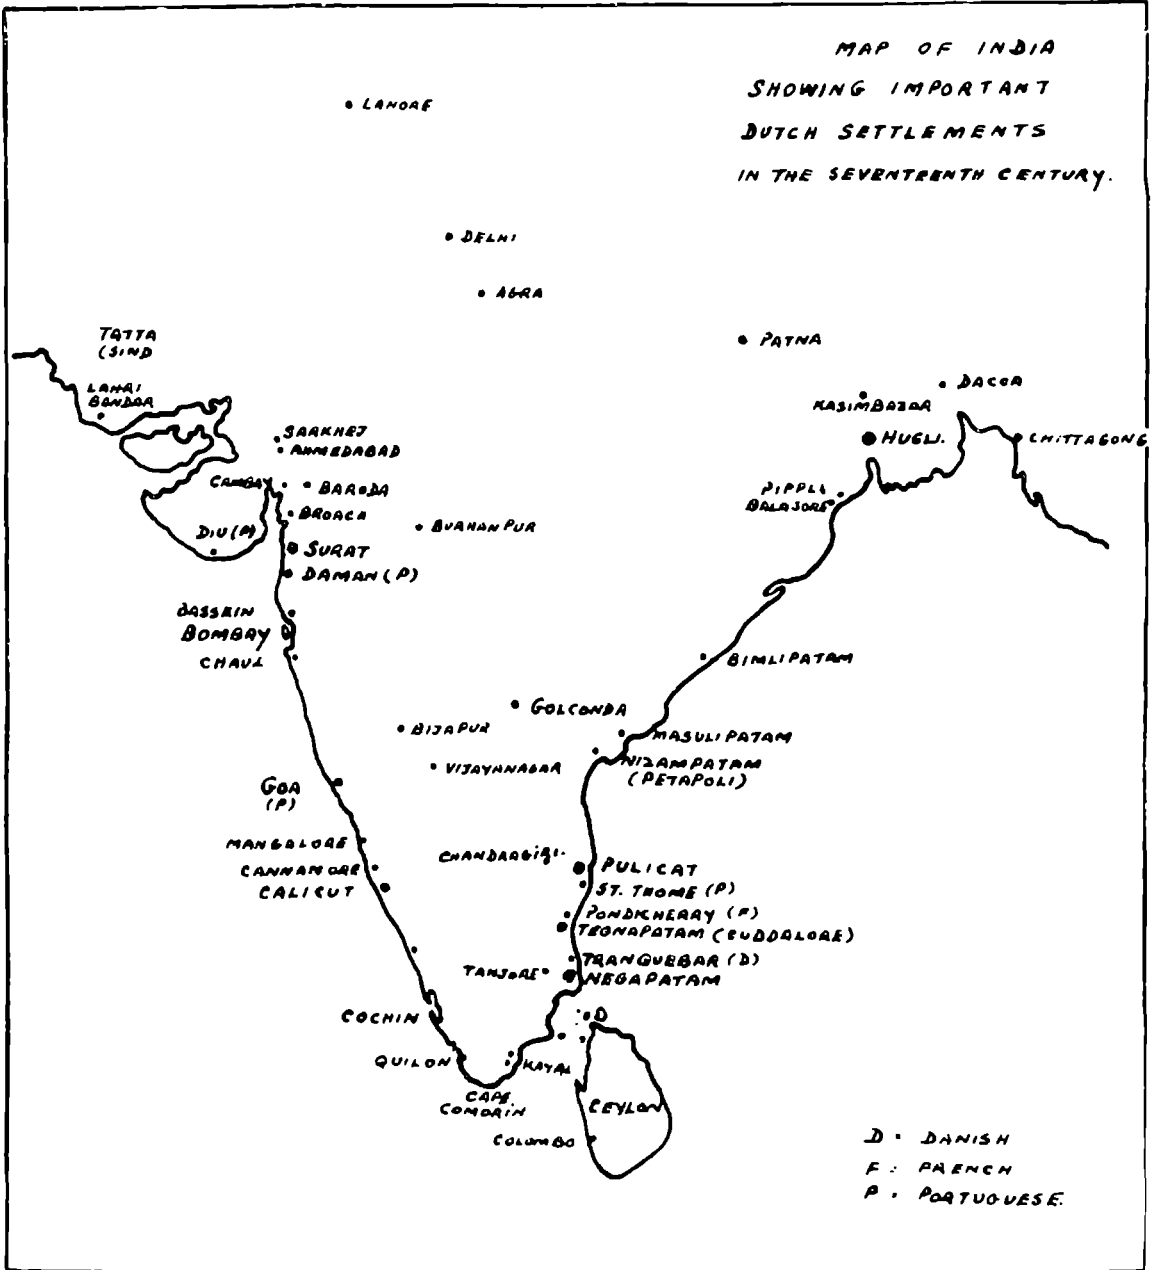 MAP OF INDIA
SHOWING IMPORTANT
DUTCH SETTLEMENTS
IN THE SEVENTEENTH CENTURY.
LAHORE
DELHI
AGRA
TATTA
(SIND
PATNA
LAHRI
BANDAR
DACCA
KASIMBAZAR
SARKHEJ
AHMEDABAD
HUGLI.
CHITTAGONG
CAMBAY
BARODA
PIPPLI
BALASORE
BROACH
BURHANPUR
DIU (P)
SURAT
DAMAN (P)
BASSEIN
BOMBAY
CHAUL
BIMLIPATAM
GOLCONDA
BIJAPUR
MASULIPATAM
VIJAYANAGAR
NIZAMPATAM
(PETAPOLI)
GOA
(P)
MANGALORE
CHANDRAGIRI.
CANNAMORE
PULICAT
CALICUT
ST. THOME (P)
PONDICHERRY (F)
TEGNAPATAM (CUDDALORE)
TRANQUEBAR (D)
TANJORE
NEGAPATAM
COCHIN
D
QUILON
KAYAL
CAPE
COMORIN
CEYLON
COLOMBO
D . DANISH
F : FRENCH
P . PORTUGUESE.